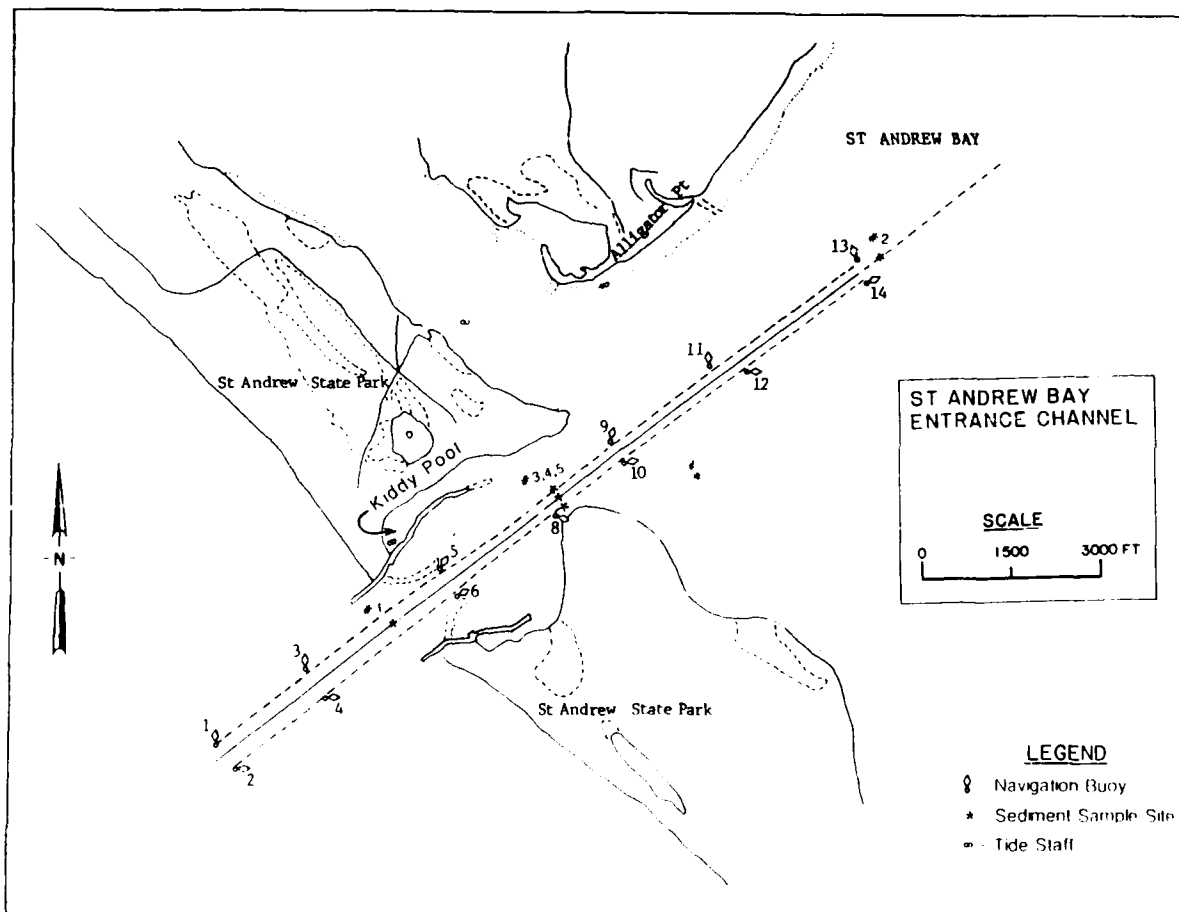 ST ANDREW BAY
Alligator Pt
13
#2
14
11
12
St Andrew State Park
9
10
Kiddy Pool
#3,4,5
8
5
6
#1
3
4
1
2
St Andrew State Park
N
ST ANDREW BAY
ENTRANCE CHANNEL
SCALE
0 1500 3000 FT
LEGEND
Navigation Buoy
Sediment Sample Site
Tide Staff